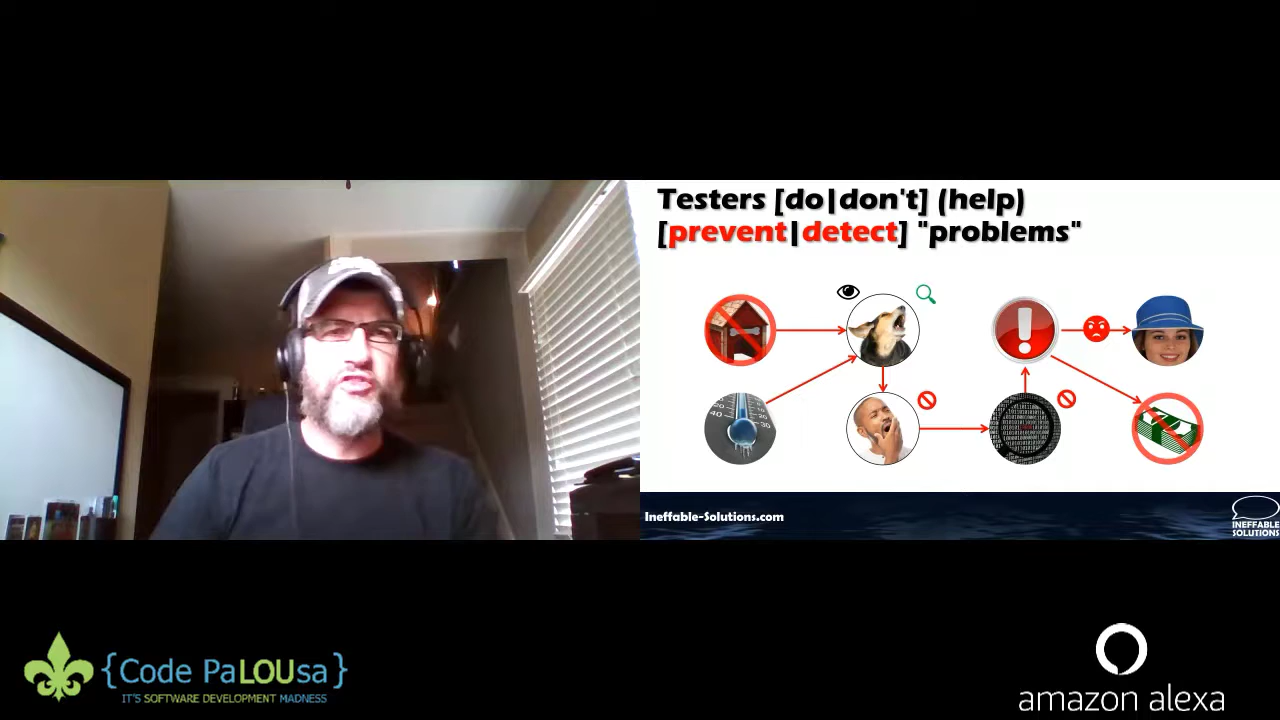 Testers [do|don't] (help)
[prevent|detect] "problems"
Ineffable-Solutions.com
INEFFABLE
SOLUTIONS
{Code PaLOUsa}
IT'S SOFTWARE DEVELOPMENT MADNESS
amazon alexa